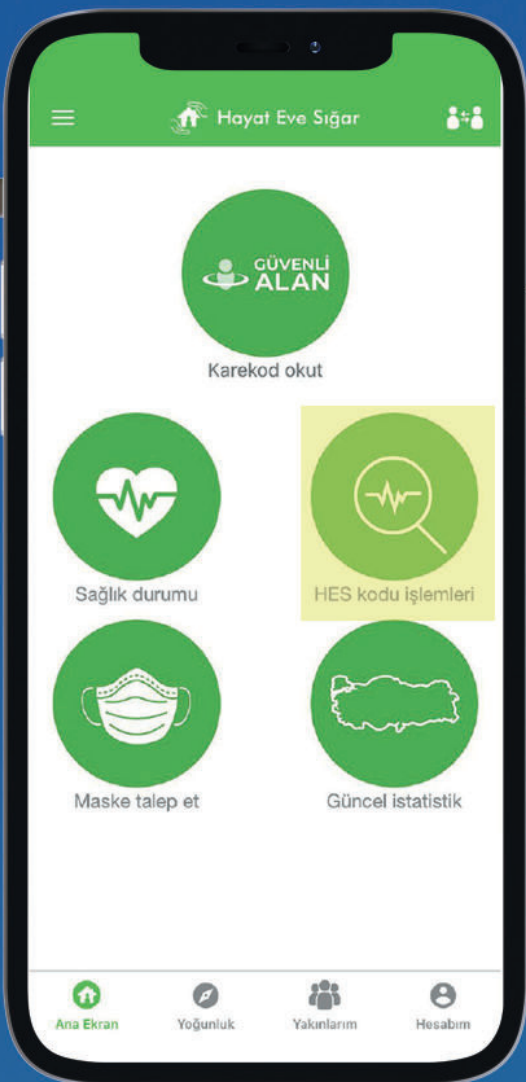 Hayat Eve Sığar
GÜVENLİ
ALAN
Karekod okut
Sağlık durumu
HES kodu işlemleri
Maske talep et
Güncel istatistik
Ana Ekran
Yoğunluk
Yakınlarım
Hesabım